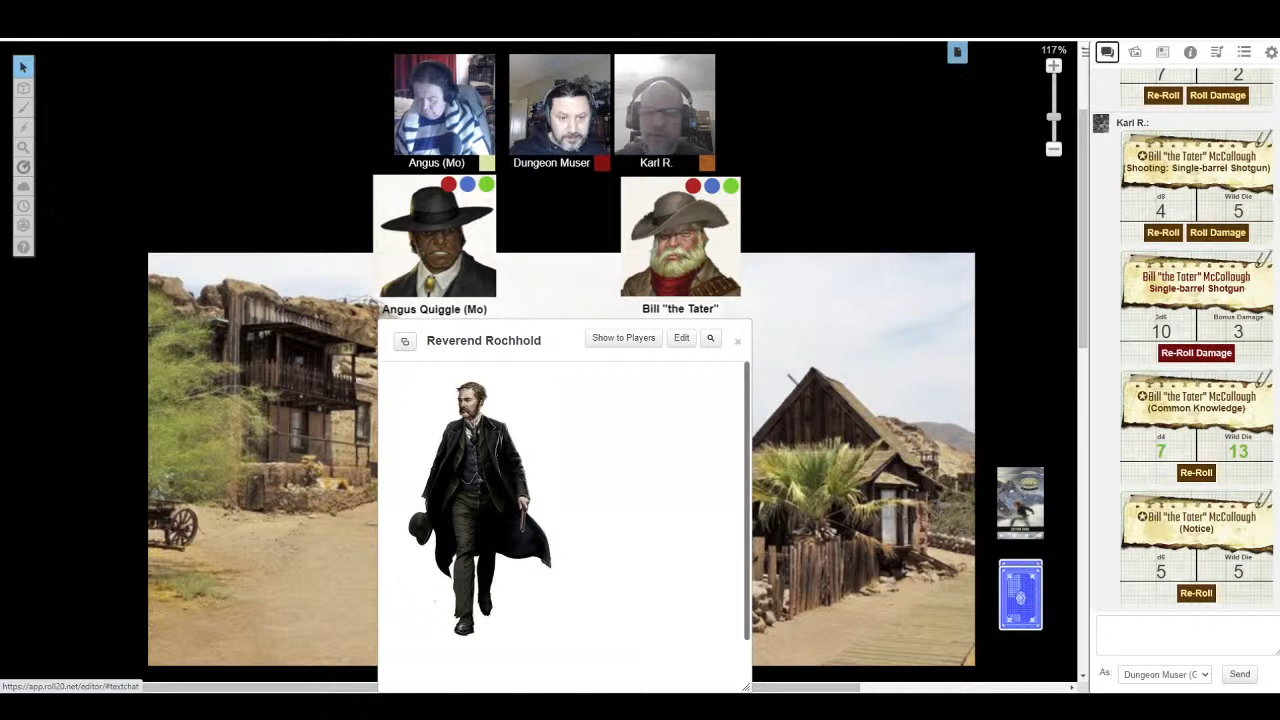 117%
Angus (Mo)
Dungeon Muser
Karl R.
Angus Quiggle (Mo)
Bill "the Tater"
Reverend Rochhold
Show to Players
Edit
7
2
Re-Roll
Roll Damage
Karl R.:
Bill "the Tater" McCollough
(Shooting: Single-barrel Shotgun)
d8
Wild Die
4
5
Re-Roll
Roll Damage
Bill "the Tater" McCollough
Single-barrel Shotgun
3d6
Bonus Damage
10
3
Re-Roll Damage
Bill "the Tater" McCollough
(Common Knowledge)
d4
Wild Die
7
13
Re-Roll
Bill "the Tater" McCollough
(Notice)
d6
Wild Die
5
5
Re-Roll
As:
Dungeon Muser (G
Send
https://app.roll20.net/editor/#textchat